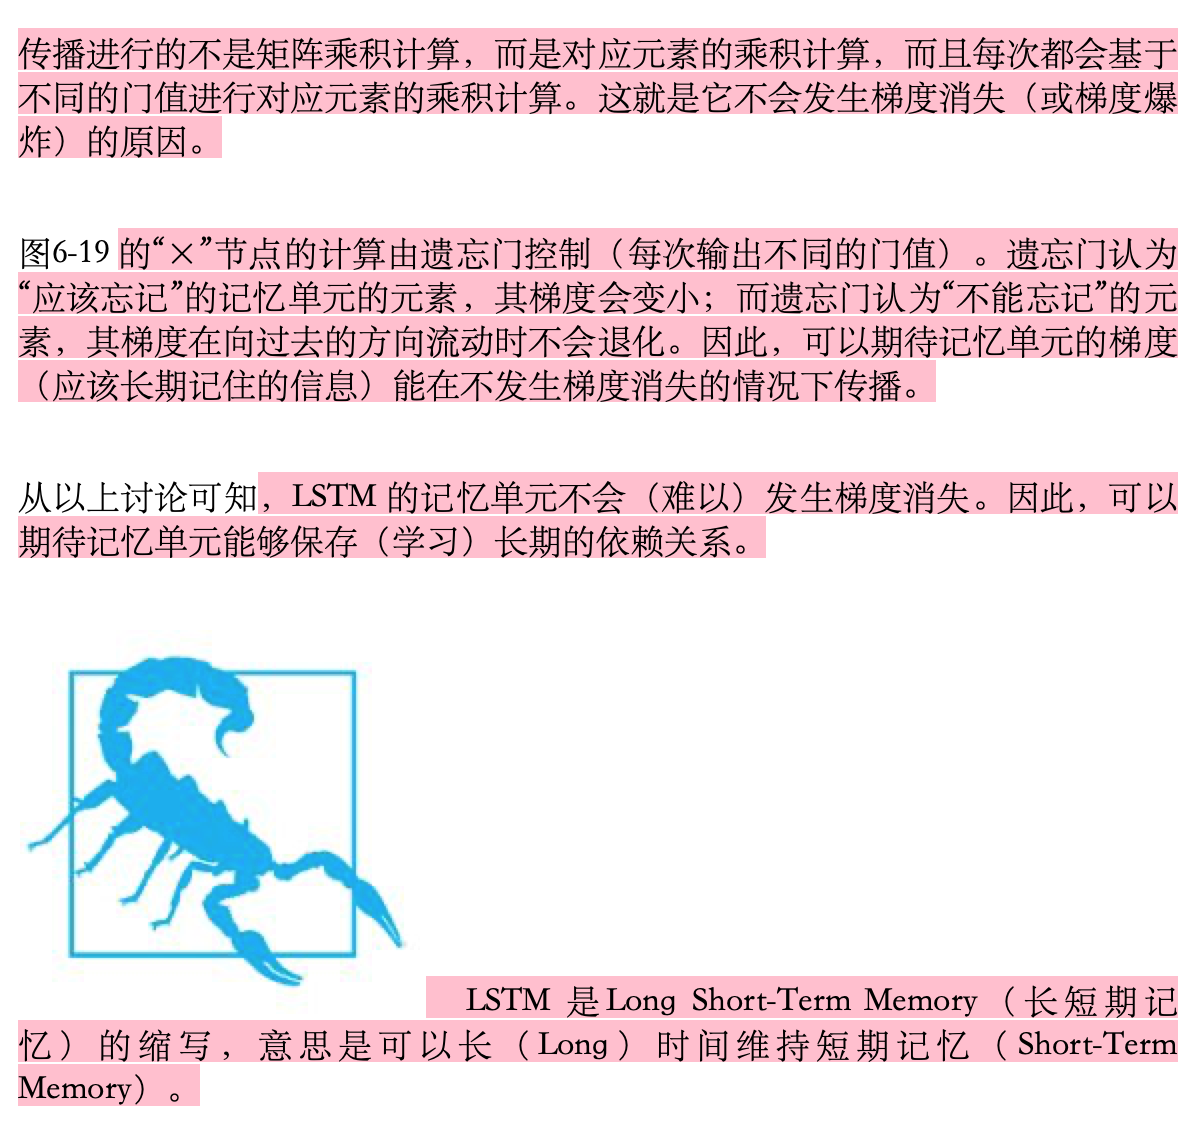 传播进行的不是矩阵乘积计算，而是对应元素的乘积计算，而且每次都会基于
不同的门值进行对应元素的乘积计算。这就是它不会发生梯度消失（或梯度爆
炸）的原因。
图6-19 的“×”节点的计算由遗忘门控制（每次输出不同的门值）。遗忘门认为
“应该忘记”的记忆单元的元素，其梯度会变小；而遗忘门认为“不能忘记”的元
素，其梯度在向过去的方向流动时不会退化。因此，可以期待记忆单元的梯度
（应该长期记住的信息）能在不发生梯度消失的情况下传播。
从以上讨论可知，LSTM 的记忆单元不会（难以）发生梯度消失。因此，可以
期待记忆单元能够保存（学习）长期的依赖关系。
LSTM 是Long Short-Term Memory（长短期记
忆）的缩写，意思是可以长（Long）时间维持短期记忆（Short-Term
Memory）。